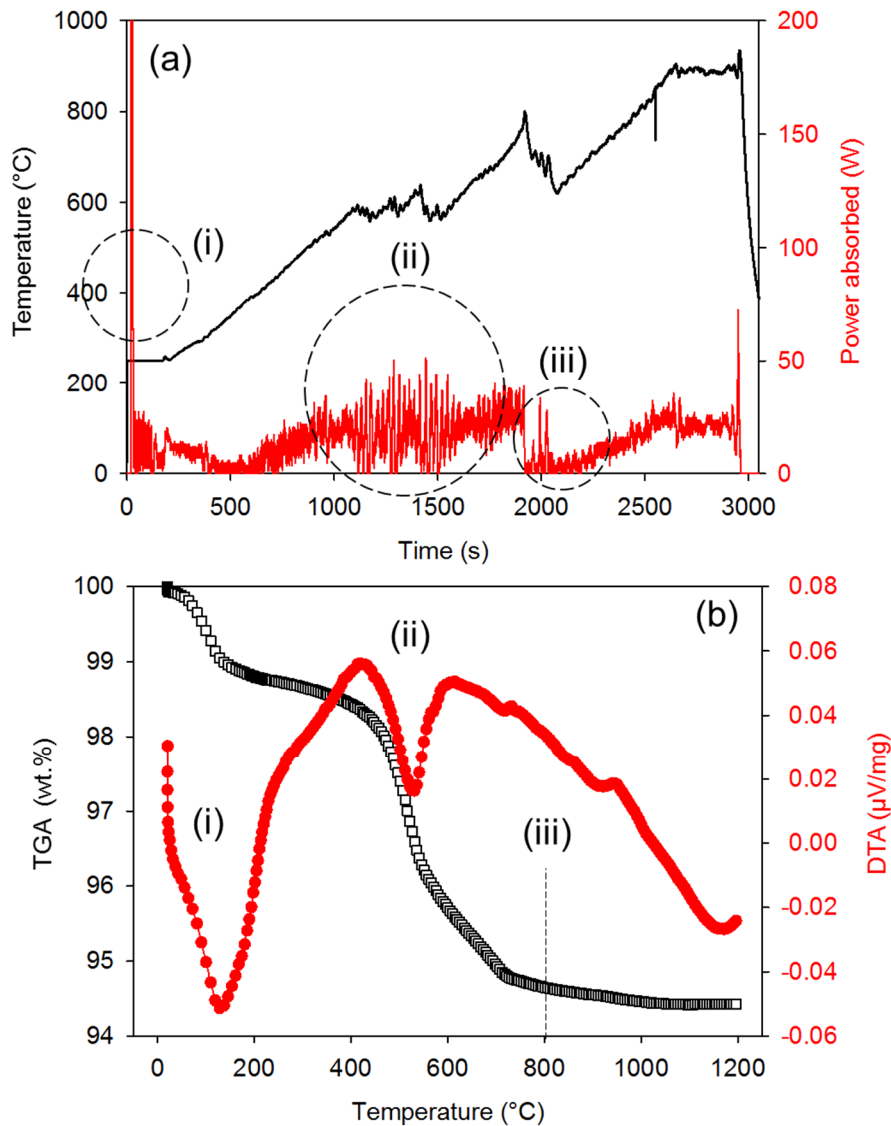 (a)
(i)
(ii)
(iii)
Temperature (°C)
1000
800
600
400
200
0
Power absorbed (W)
200
150
100
50
0
0 500 1000 1500 2000 2500 3000
Time (s)
(b)
(i)
(ii)
(iii)
TGA (wt.%)
100
99
98
97
96
95
94
DTA (µV/mg)
0.08
0.06
0.04
0.02
0.00
-0.02
-0.04
-0.06
0 200 400 600 800 1000 1200
Temperature (°C)